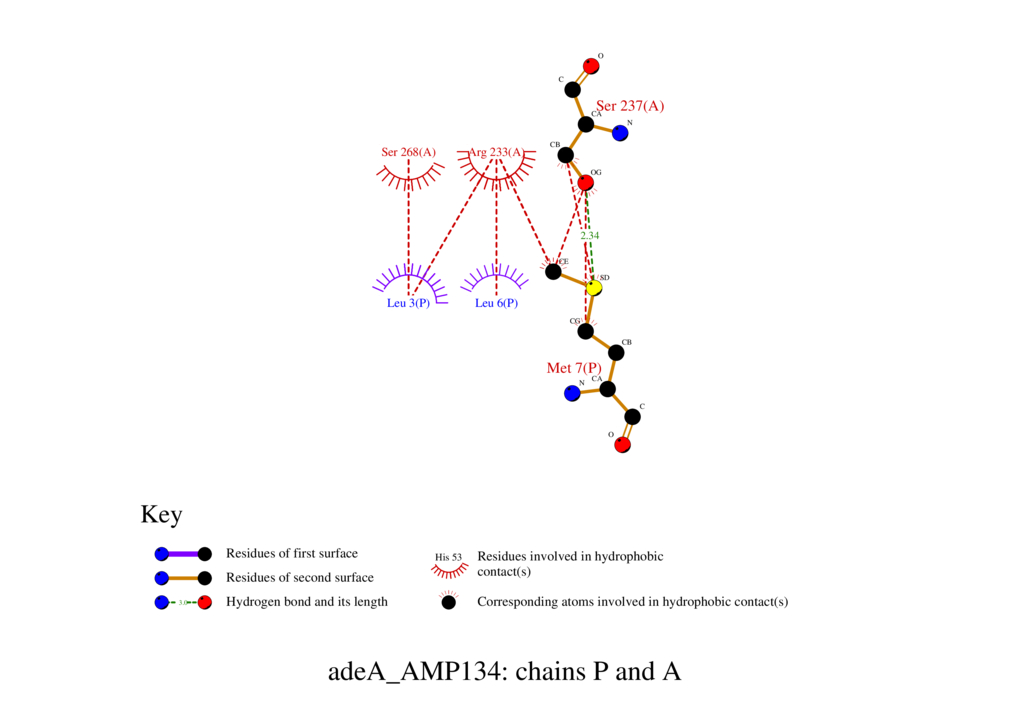 O
C
Ser 237(A)
CA
N
CB
Ser 268(A)
Arg 233(A)
OG
2.34
CE
SD
Leu 3(P)
Leu 6(P)
CG
CB
Met 7(P)
CA
N
C
O
Key
Residues of first surface
Residues of second surface
3.0
Hydrogen bond and its length
His 53
Residues involved in hydrophobic
contact(s)
Corresponding atoms involved in hydrophobic contact(s)
adeA_AMP134: chains P and A